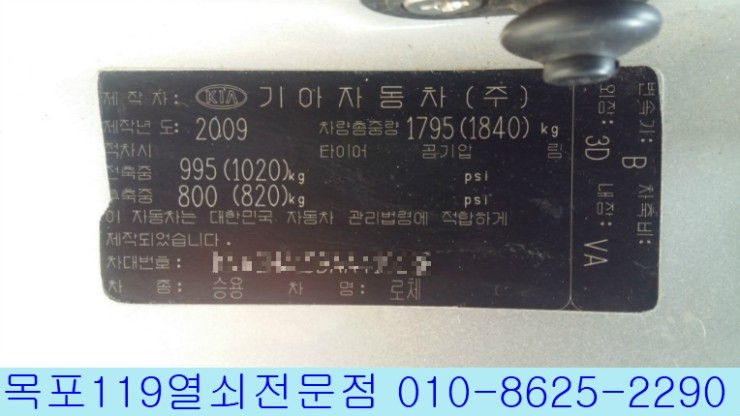 제 작 자 : KIA 기아자동차(주)
제작년 도: 2009 차량총중량 1795(1840) kg
적차시 타이어 공기압 림
전축중 995(1020)kg psi
후축중 800 (820)kg psi
이 자동차는 대한민국 자동차 관리법령에 적합하게
제작되었습니다.
차대번호 :
차 종: 승용 차 명: 로체
변속기: B 차축비:
외장: 3D 내장: VA
목포119열쇠전문점 010-8625-2290